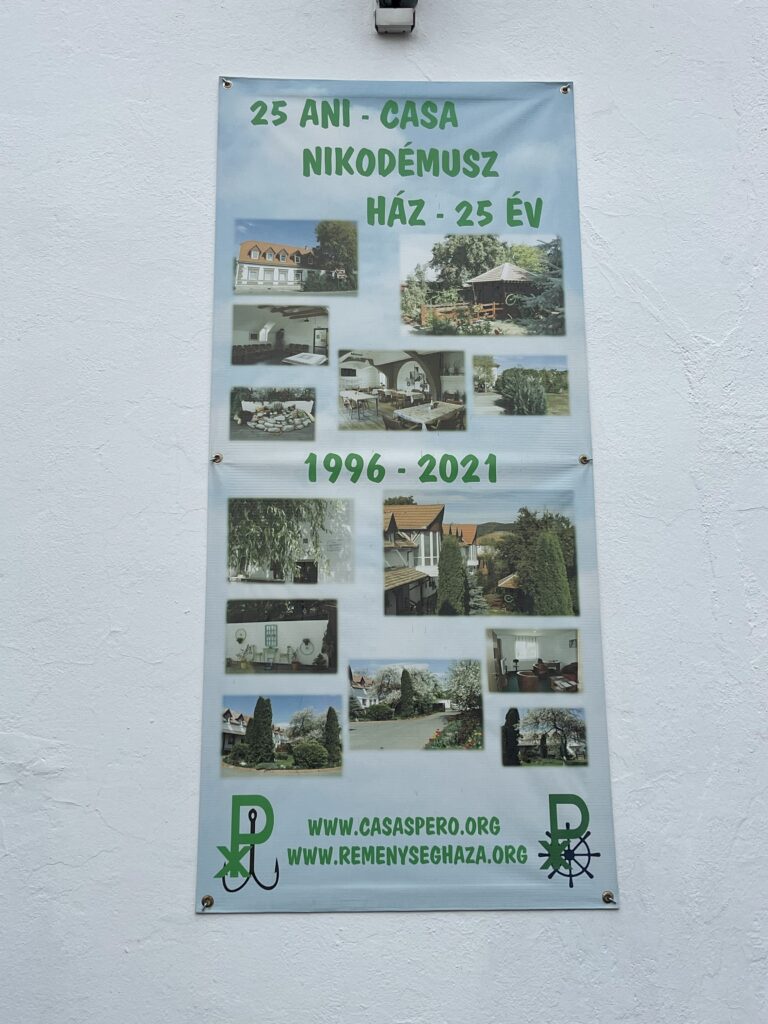 25 ANI - CASA
NIKODÉMUSZ
HÁZ - 25 ÉV
1996 - 2021
WWW.CASASPERO.ORG
WWW.REMENYSEGHAZA.ORG